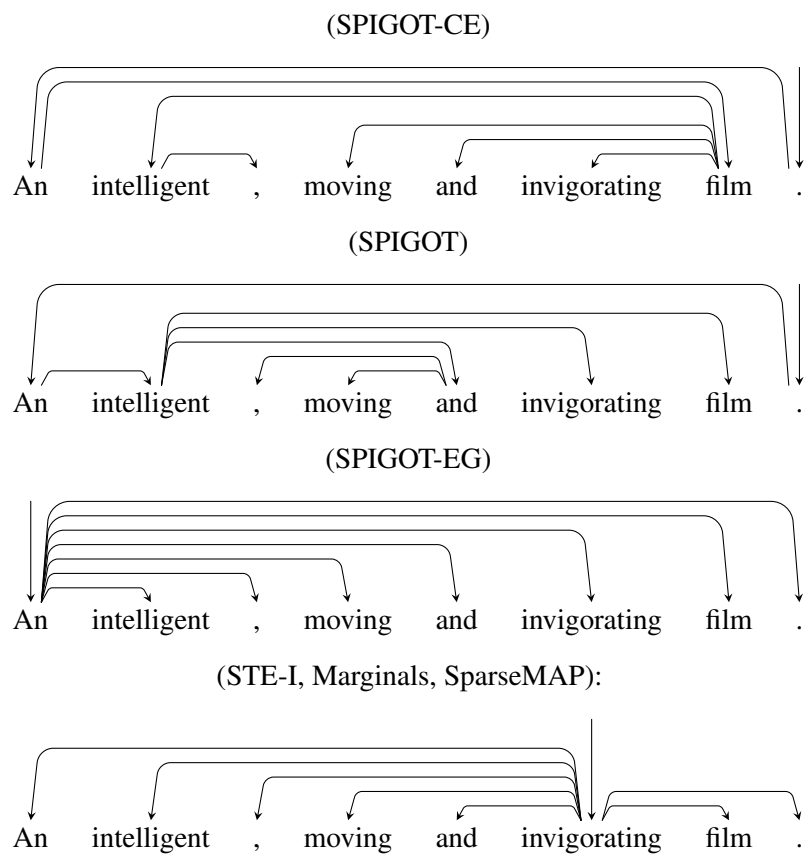 (SPIGOT-CE)
An intelligent , moving and invigorating film .
(SPIGOT)
An intelligent , moving and invigorating film .
(SPIGOT-EG)
An intelligent , moving and invigorating film .
(STE-I, Marginals, SparseMAP):
An intelligent , moving and invigorating film .